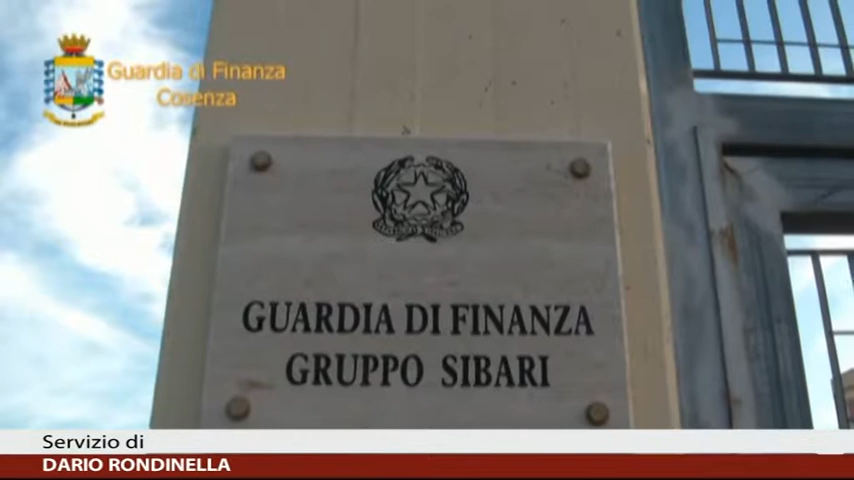 Guardia di Finanza
Cosenza
GUARDIA DI FINANZA
GRUPPO SIBARI
Servizio di
DARIO RONDINELLA